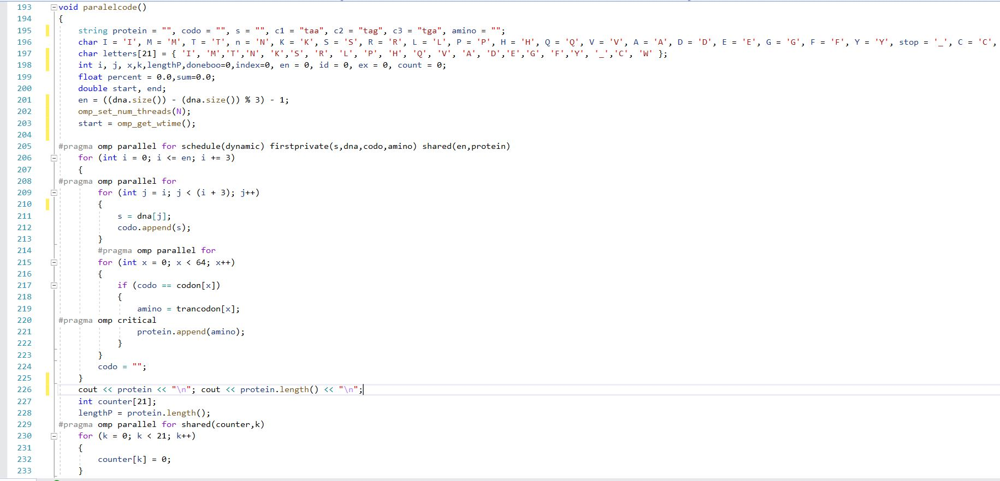 193 void paralelcode()
194 {
195 string protein = "", codo = "", s = "", c1 = "taa", c2 = "tag", c3 = "tga", amino = "";
196 char I = 'I', M = 'M', T = 'T', n = 'N', K = 'K', S = 'S', R = 'R', L = 'L', P = 'P', H = 'H', Q = 'Q', V = 'V', A = 'A', D = 'D', E = 'E', G = 'G', F = 'F', Y = 'Y', stop = '_', C = 'C',
197 char letters[21] = { 'I', 'M','T','N', 'K','S', 'R', 'L', 'P', 'H', 'Q', 'V', 'A', 'D','E','G', 'F','Y', '_','C', 'W' };
198 int i, j, x,k,lengthP,doneboo=0,index=0, en = 0, id = 0, ex = 0, count = 0;
199 float percent = 0.0,sum=0.0;
200 double start, end;
201 en = ((dna.size()) - (dna.size()) % 3) - 1;
202 omp_set_num_threads(N);
203 start = omp_get_wtime();
204
205 #pragma omp parallel for schedule(dynamic) firstprivate(s,dna,codo,amino) shared(en,protein)
206 for (int i = 0; i <= en; i += 3)
207 {
208 #pragma omp parallel for
209 for (int j = i; j < (i + 3); j++)
210 {
211 s = dna[j];
212 codo.append(s);
213 }
214 #pragma omp parallel for
215 for (int x = 0; x < 64; x++)
216 {
217 if (codo == codon[x])
218 {
219 amino = trancodon[x];
220 #pragma omp critical
221 protein.append(amino);
222 }
223 }
224 codo = "";
225 }
226 cout << protein << "\n"; cout << protein.length() << "\n";
227 int counter[21];
228 lengthP = protein.length();
229 #pragma omp parallel for shared(counter,k)
230 for (k = 0; k < 21; k++)
231 {
232 counter[k] = 0;
233 }